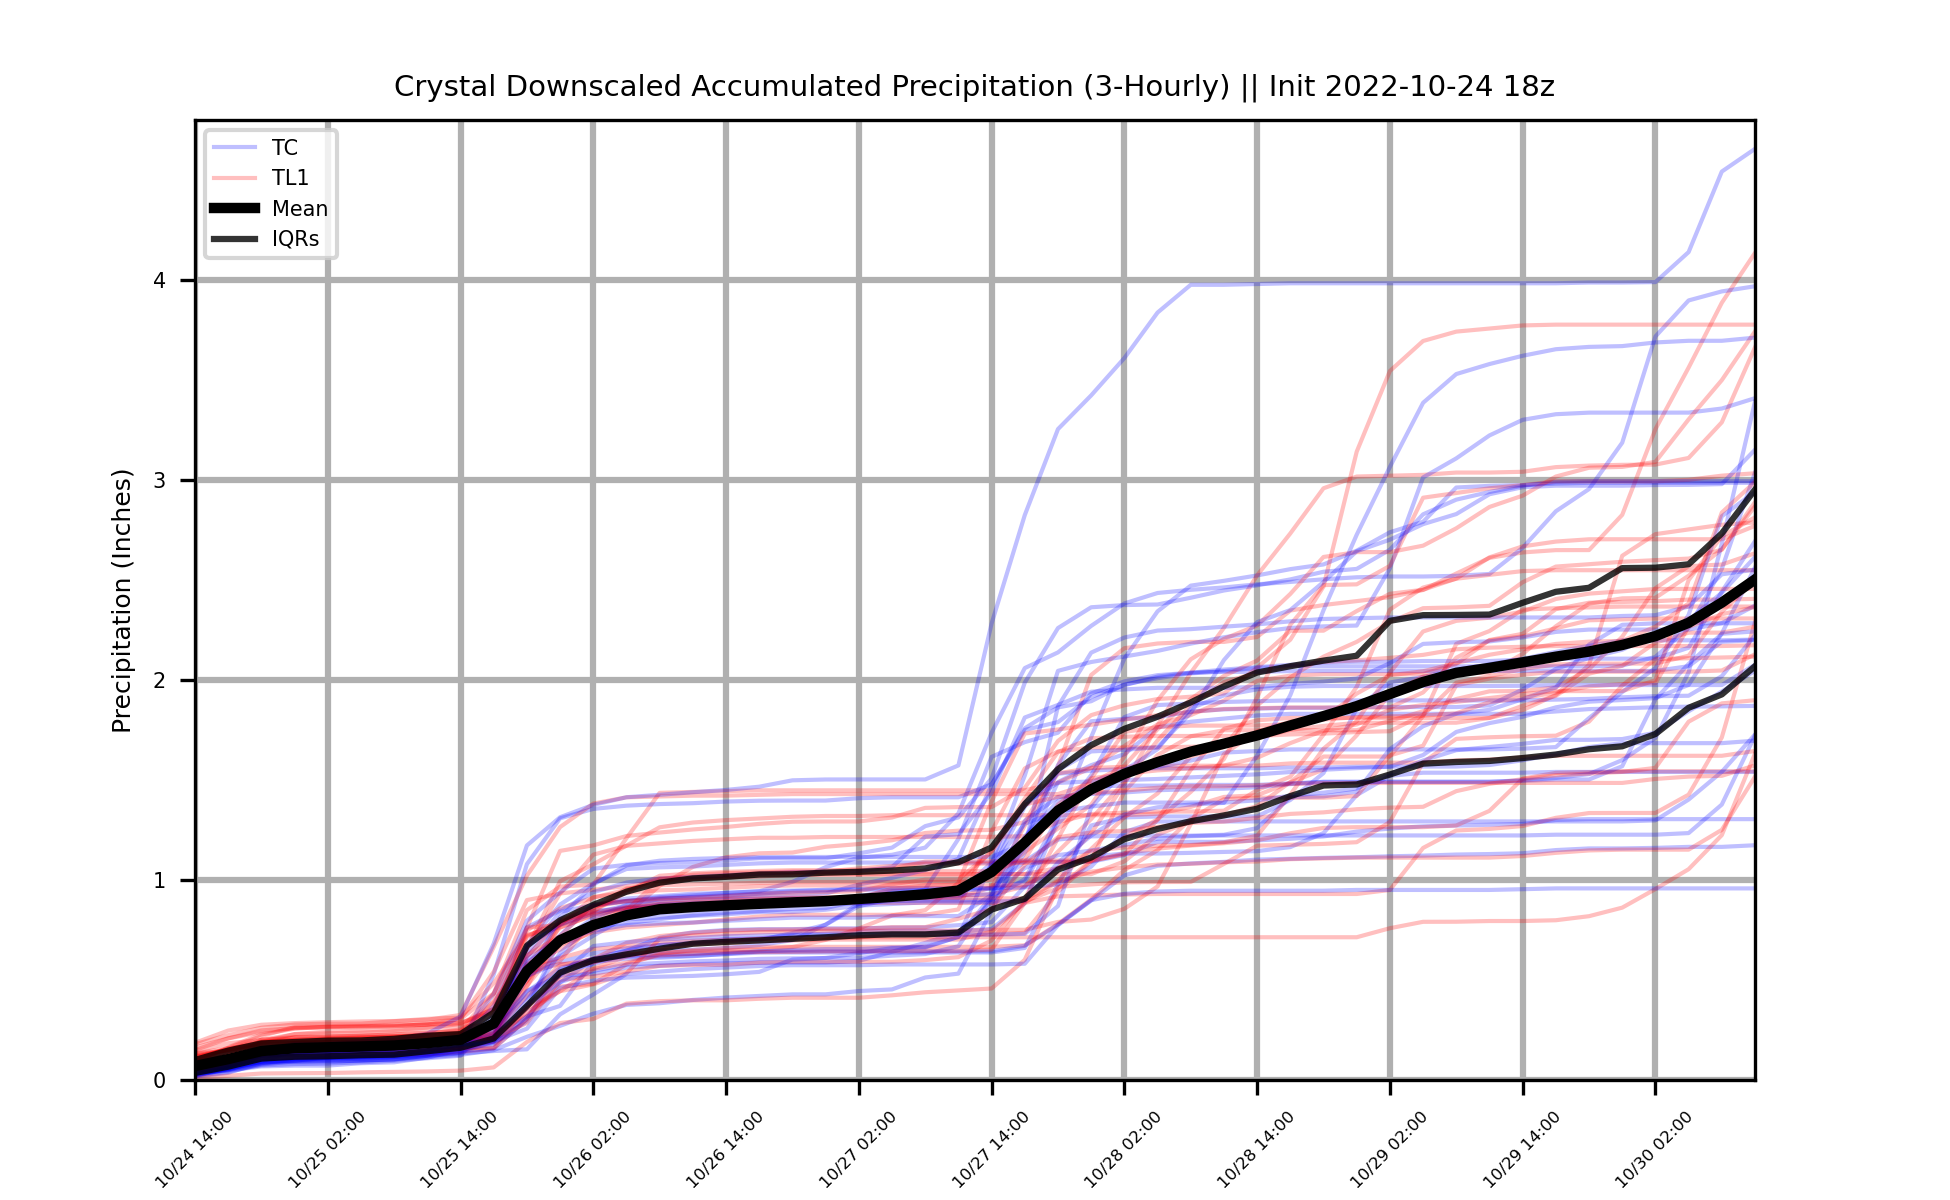 Crystal Downscaled Accumulated Precipitation (3-Hourly) || Init 2022-10-24 18z
TC
TL1
Mean
IQRs
Precipitation (Inches)
4
3
2
1
0
10/24 14:00
10/25 02:00
10/25 14:00
10/26 02:00
10/26 14:00
10/27 02:00
10/27 14:00
10/28 02:00
10/28 14:00
10/29 02:00
10/29 14:00
10/30 02:00